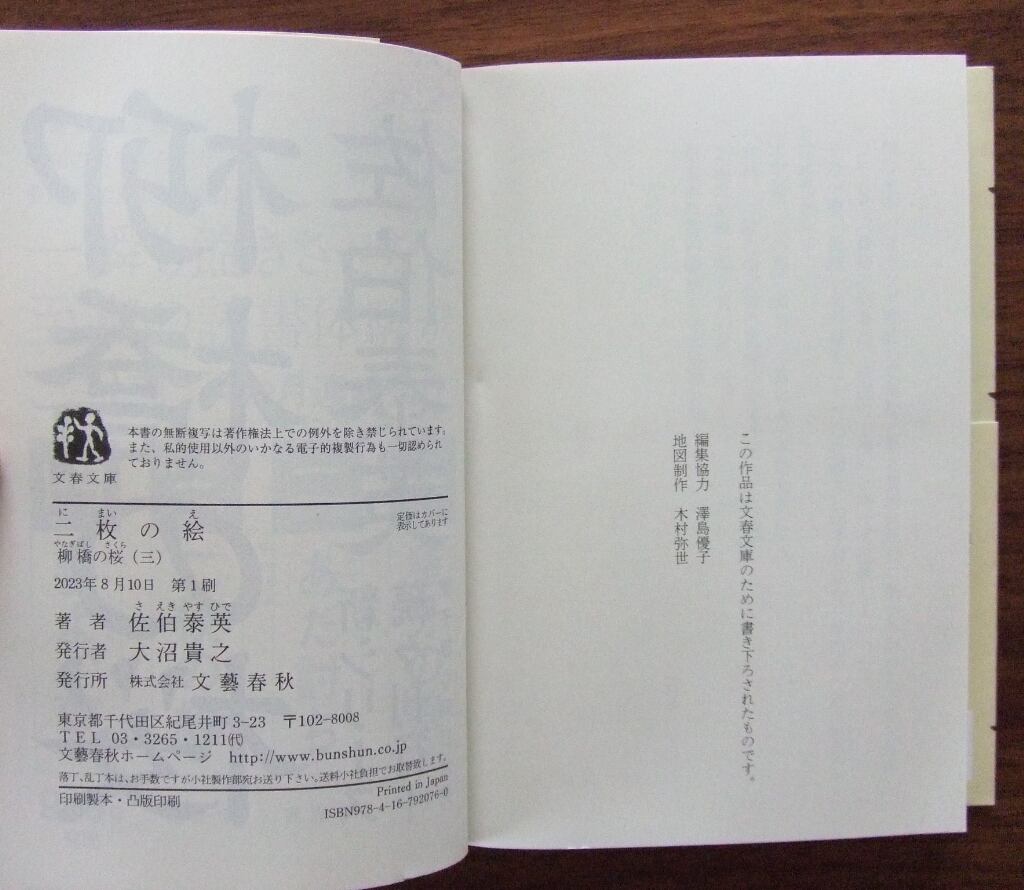 この作品は文春文庫のために書き下ろされたものです。
編集協力 澤島優子
地図制作 木村弥世
本書の無断複写は著作権法上での例外を除き禁じられています。
また、私的使用以外のいかなる電子的複製行為も一切認められ
ておりません。
文春文庫
定価はカバーに
表示してあります
に まい え
二枚の絵
やなぎばし さくら
柳橋の桜(三)
2023年8月10日 第1刷
さ えき やす ひで
著 者 佐伯泰英
発行者 大沼貴之
発行所 株式会社 文藝春秋
東京都千代田区紀尾井町3-23 〒102-8008
TEL 03・3265・1211㈹
文藝春秋ホームページ http://www.bunshun.co.jp
落丁、乱丁本は、お手数ですが小社製作部宛お送り下さい。送料小社負担でお取替致します。
印刷製本・凸版印刷
Printed in Japan
ISBN978-4-16-792076-0